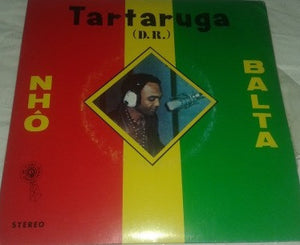 Tartaruga
(D.R.)
NHÔ
BALTA
STEREO